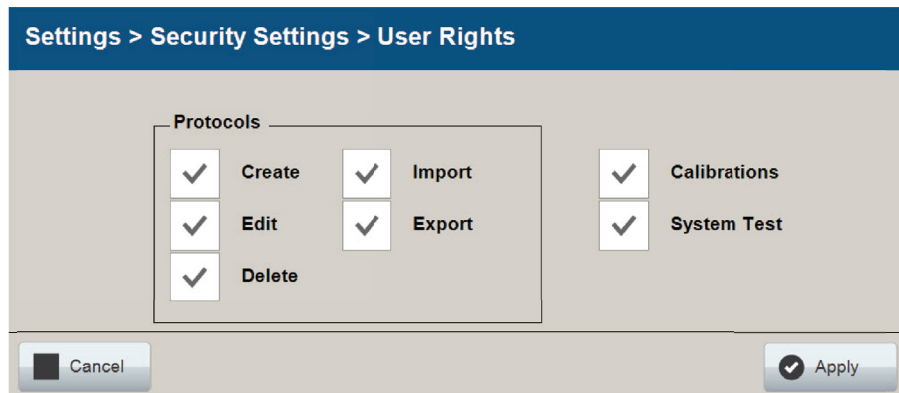 Settings > Security Settings > User Rights
Protocols
Create Import Calibrations
Edit Export System Test
Delete
Cancel Apply